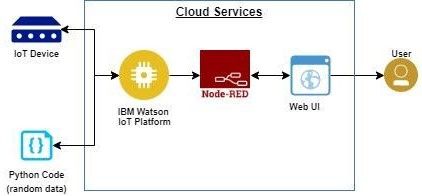 Cloud Services
IoT Device
User
IBM Watson
IoT Platform
Node-RED
Web UI
{}
Python Code
(random data)